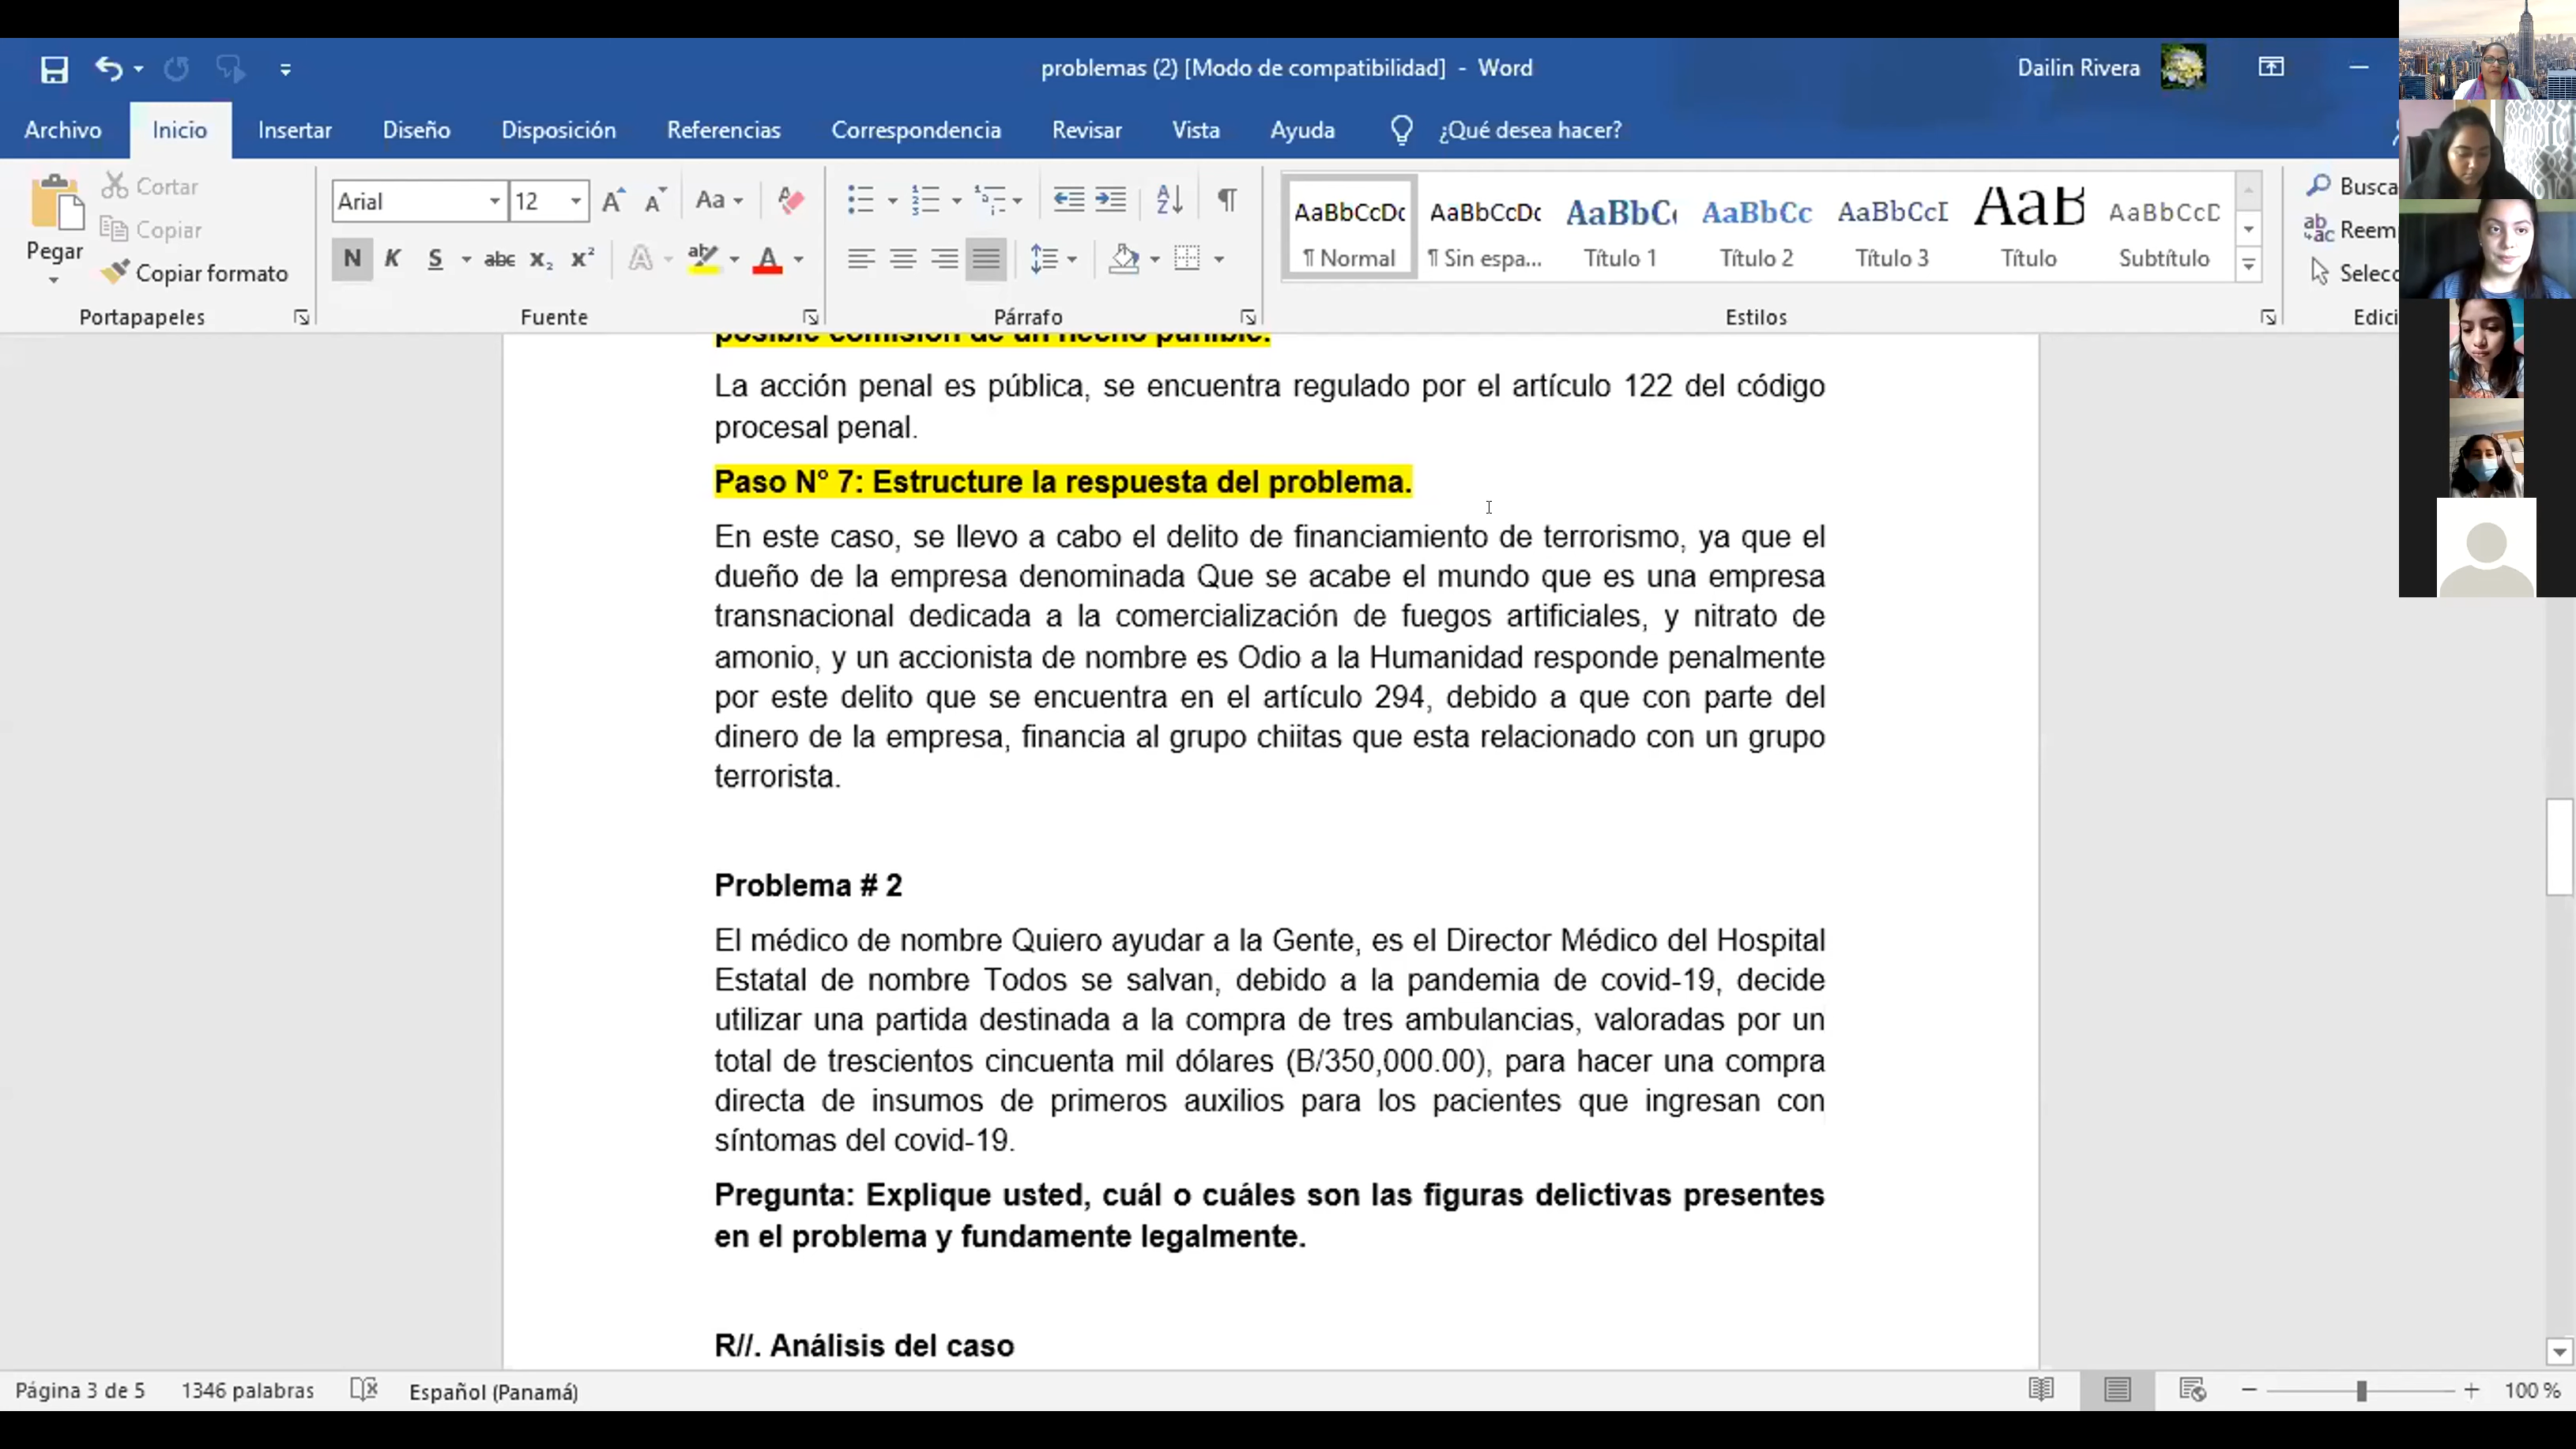 problemas (2) [Modo de compatibilidad] - Word
Dailin Rivera
Archivo
Inicio
Insertar
Diseño
Disposición
Referencias
Correspondencia
Revisar
Vista
Ayuda
¿Qué desea hacer?
Pegar
Cortar
Copiar
Copiar formato
Portapapeles
Arial
12
Aa
N K S abc x₂ x²
A
ab
A
Fuente
Párrafo
AaBbCcDc
¶ Normal
AaBbCcDc
¶ Sin espa...
AaBbC
Título 1
AaBbCc
Título 2
AaBbCcI
Título 3
AaB
Título
AaBbCcD
Subtítulo
Estilos
Busca
Reem
Selec
Edici
posible comisión de un hecho punible.
La acción penal es pública, se encuentra regulado por el artículo 122 del código
procesal penal.
Paso N° 7: Estructure la respuesta del problema.
En este caso, se llevo a cabo el delito de financiamiento de terrorismo, ya que el
dueño de la empresa denominada Que se acabe el mundo que es una empresa
transnacional dedicada a la comercialización de fuegos artificiales, y nitrato de
amonio, y un accionista de nombre es Odio a la Humanidad responde penalmente
por este delito que se encuentra en el artículo 294, debido a que con parte del
dinero de la empresa, financia al grupo chiitas que esta relacionado con un grupo
terrorista.
Problema # 2
El médico de nombre Quiero ayudar a la Gente, es el Director Médico del Hospital
Estatal de nombre Todos se salvan, debido a la pandemia de covid-19, decide
utilizar una partida destinada a la compra de tres ambulancias, valoradas por un
total de trescientos cincuenta mil dólares (B/350,000.00), para hacer una compra
directa de insumos de primeros auxilios para los pacientes que ingresan con
síntomas del covid-19.
Pregunta: Explique usted, cuál o cuáles son las figuras delictivas presentes
en el problema y fundamente legalmente.
R//. Análisis del caso
Página 3 de 5
1346 palabras
Español (Panamá)
100 %